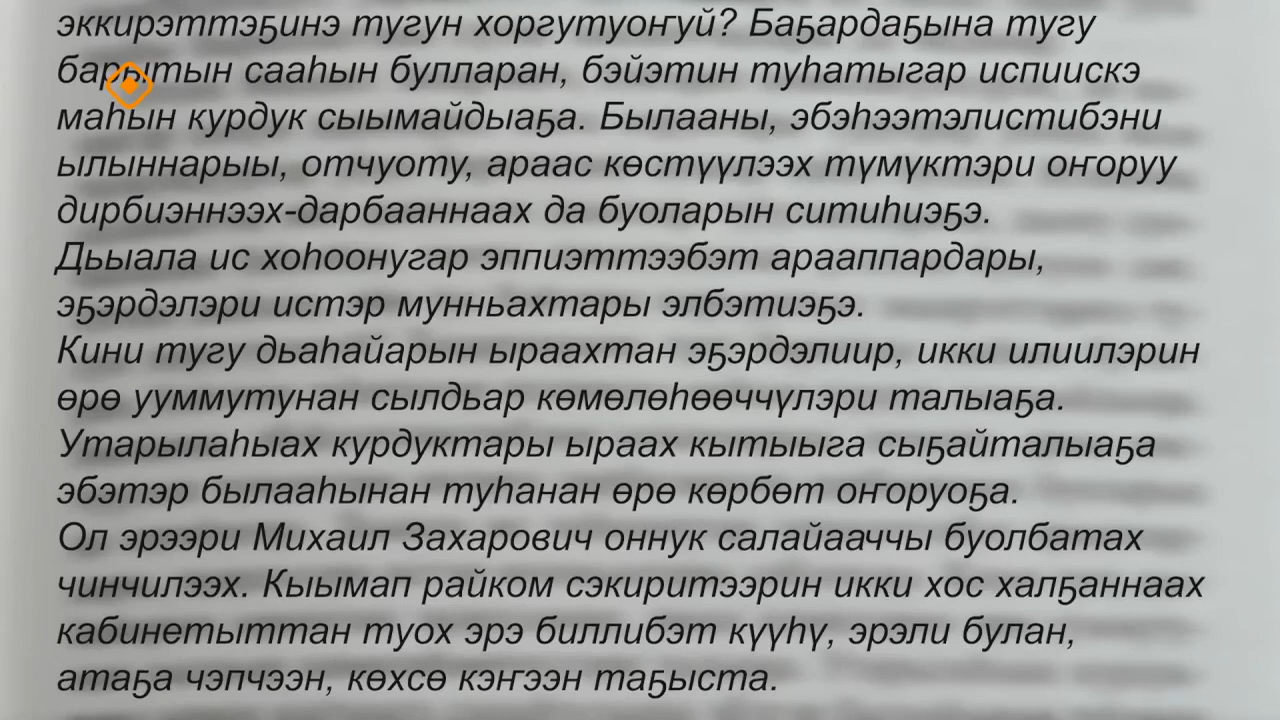 эккирэттэҕинэ тугун хоргутуоҥуй? Баҕардаҕына тугу
барытын сааһын булларан, бэйэтин туһатыгар испиискэ
маһын курдук сыымайдыаҕа. Былааны, эбэһээтэлистибэни
ылыннарыы, отчуоту, араас көстүүлээх түмүктэри оҥоруу
дирбиэннээх-дарбааннаах да буоларын ситиһиэҕэ.
Дьыала ис хоһоонугар эппиэттээбэт арааппардары,
эҕэрдэлэри истэр мунньахтары элбэтиэҕэ.
Кини тугу дьаһайарын ыраахтан эҕэрдэлиир, икки илиилэрин
өрө ууммутунан сылдьар көмөлөһөөччүлэри талыаҕа.
Утарылаһыах курдуктары ыраах кытыыга сыҕайталыаҕа
эбэтэр былааһынан туһанан өрө көрбөт оҥоруоҕа.
Ол эрээри Михаил Захарович оннук салайааччы буолбатах
чинчилээх. Кыымап райком сэкиритээрин икки хос халҕаннаах
кабинетыттан туох эрэ биллибэт күүһү, эрэли булан,
атаҕа чэпчээн, көхсө кэҥээн таҕыста.